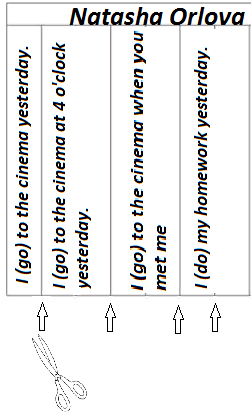 Natasha Orlova
I (go) to the cinema yesterday.
I (go) to the cinema at 4 o'clock
yesterday.
I (go) to the cinema when you
met me
I (do) my homework yesterday.